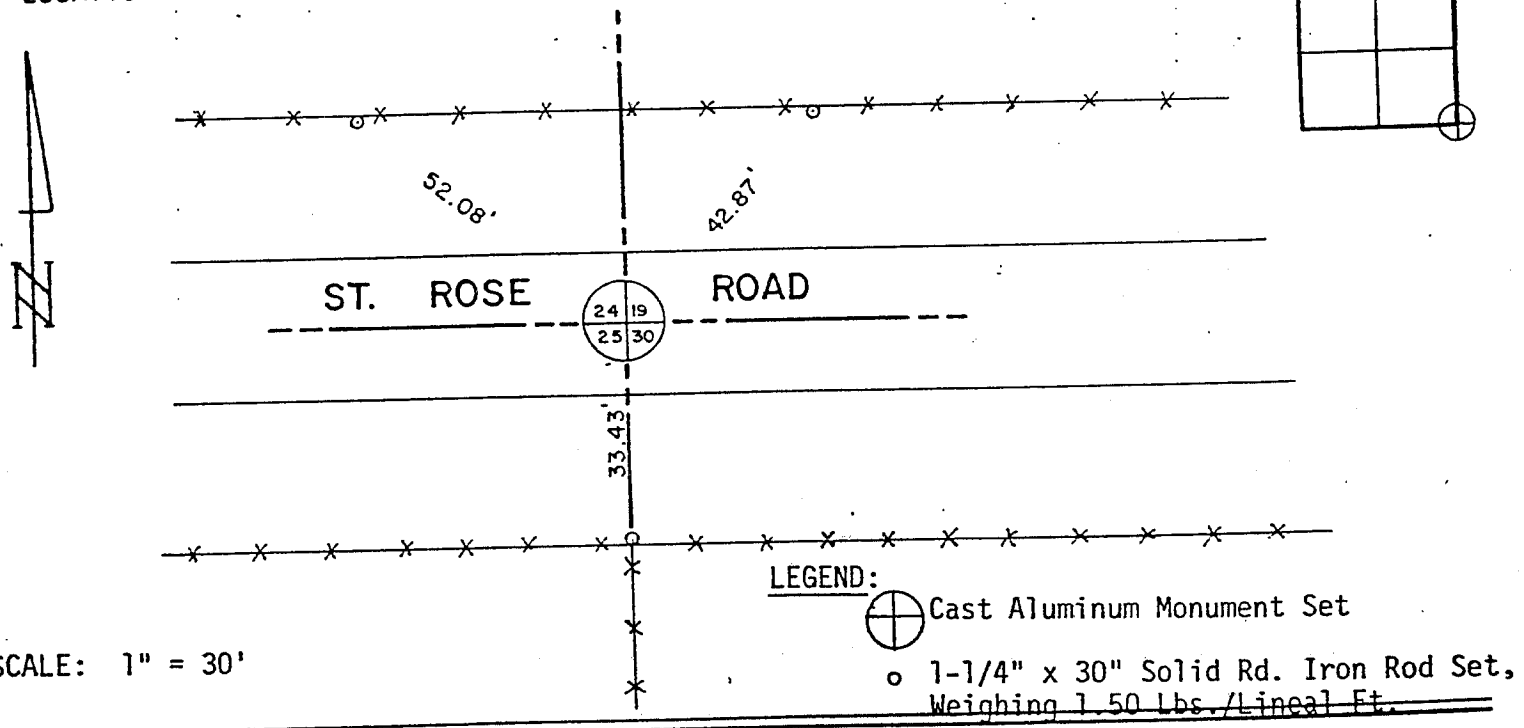 52.08'
42.87'
N
ST. ROSE ROAD
24 19
25 30
33.43'
LEGEND:
Cast Aluminum Monument Set
SCALE: 1" = 30'
1-1/4" x 30" Solid Rd. Iron Rod Set,
Weighing 1.50 Lbs./Lineal Ft.